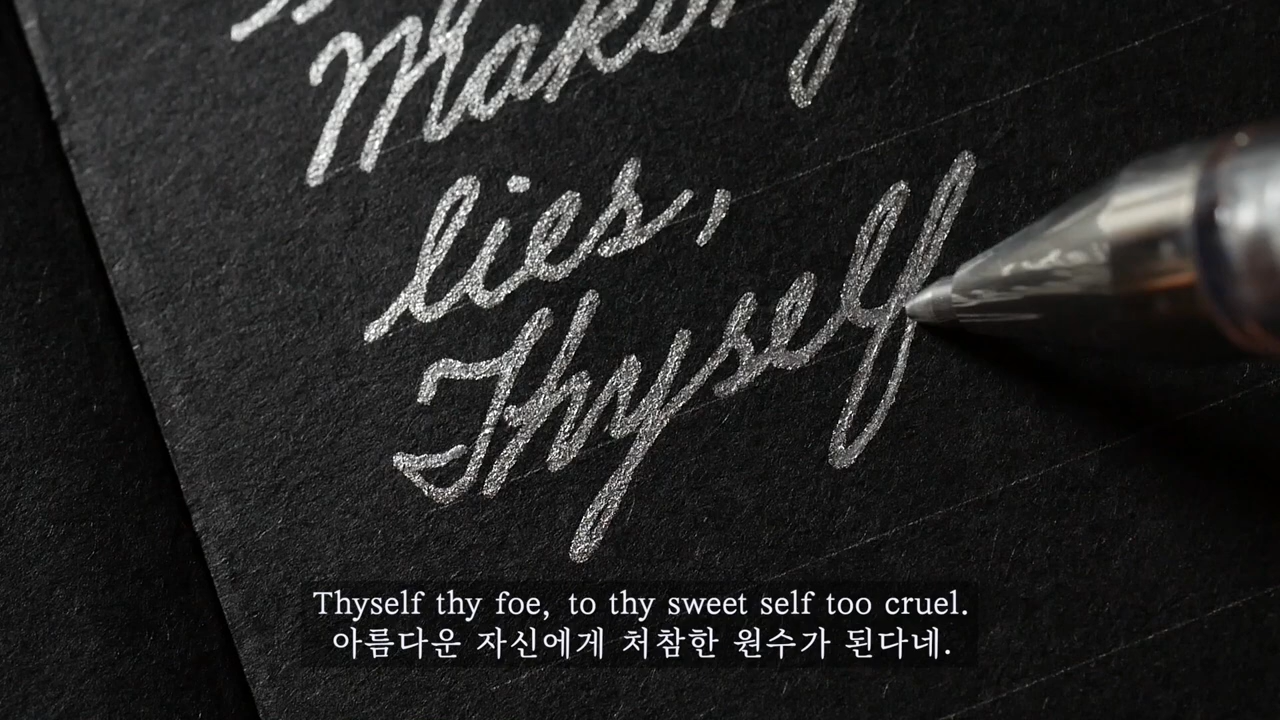 Making
lies,
Thyself
Thyself thy foe, to thy sweet self too cruel.
아름다운 자신에게 처참한 원수가 된다네.